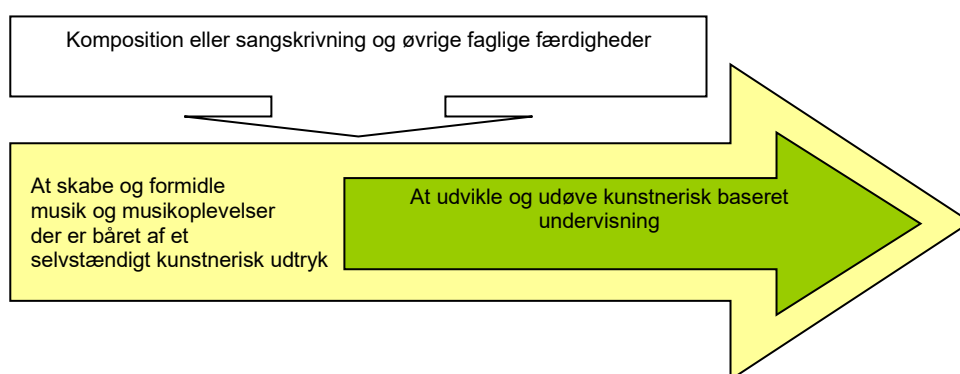 Komposition eller sangskrivning og øvrige faglige færdigheder
At skabe og formidle
musik og musikoplevelser
der er båret af et
selvstændigt kunstnerisk udtryk
At udvikle og udøve kunstnerisk baseret
undervisning